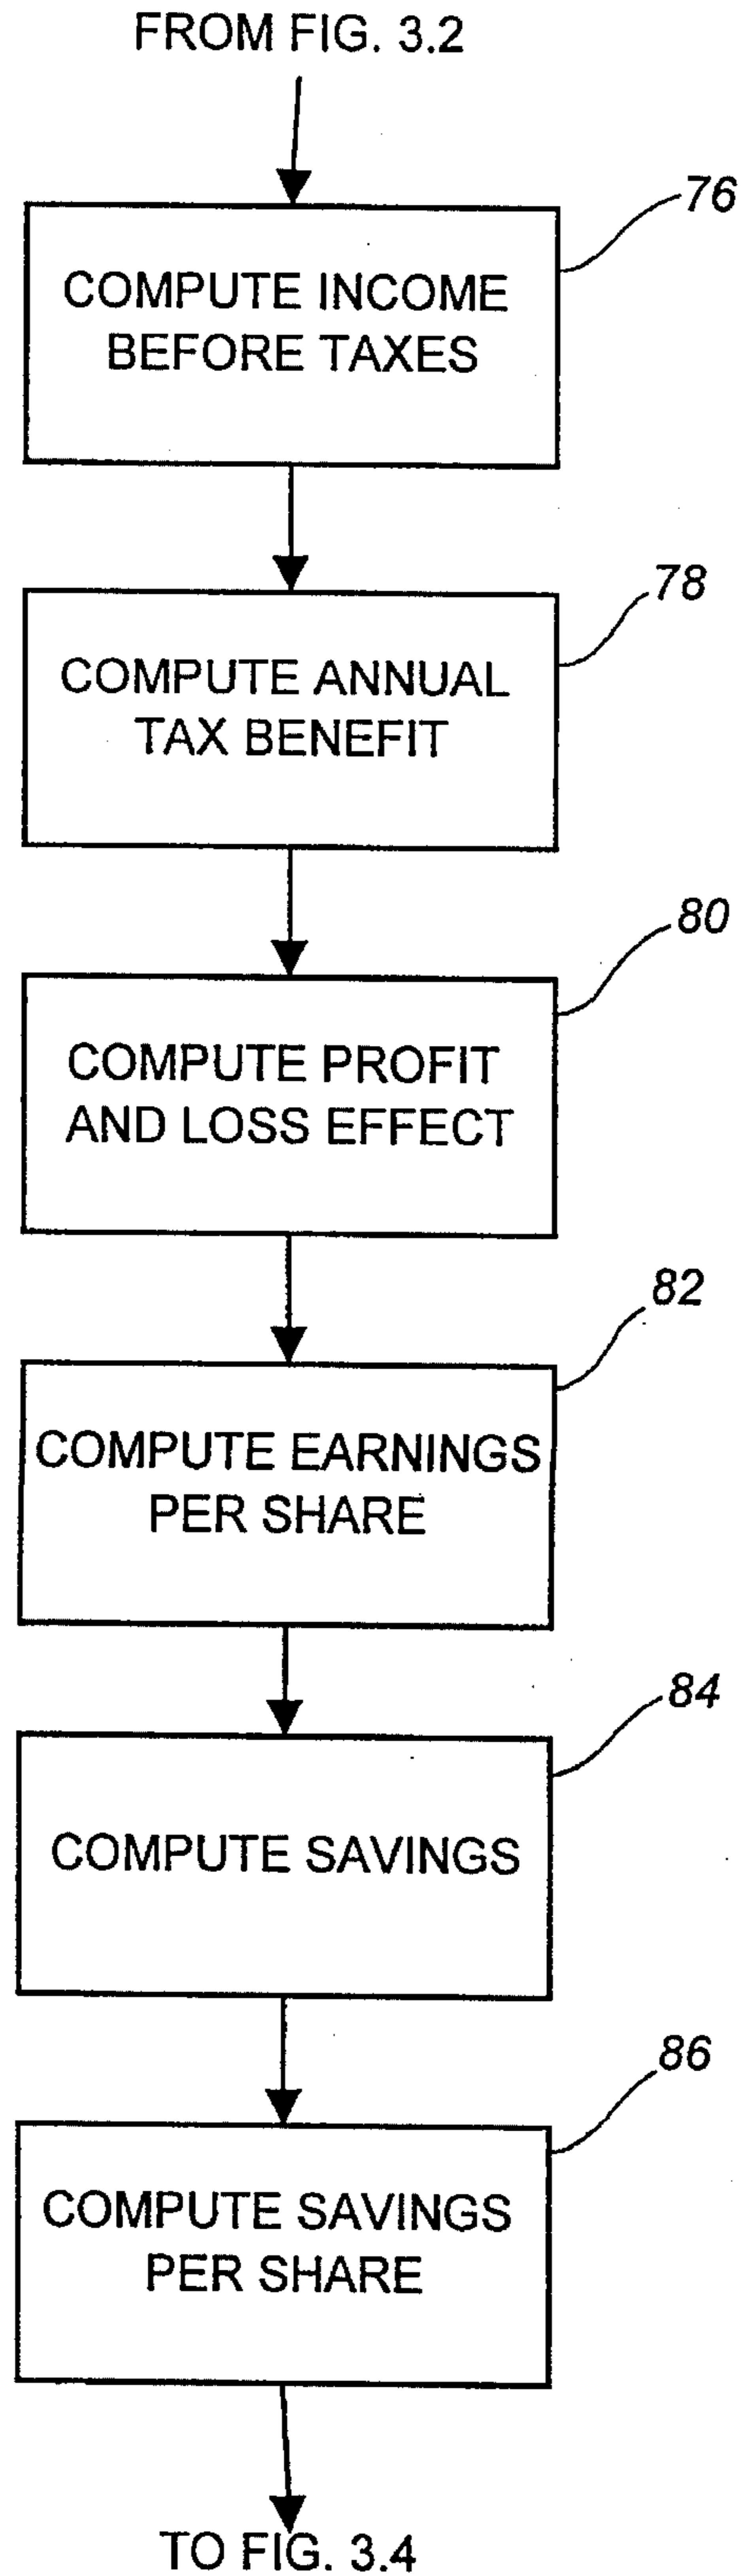 FROM FIG. 3.2
76
COMPUTE INCOME
BEFORE TAXES
78
COMPUTE ANNUAL
TAX BENEFIT
80
COMPUTE PROFIT
AND LOSS EFFECT
82
COMPUTE EARNINGS
PER SHARE
84
COMPUTE SAVINGS
86
COMPUTE SAVINGS
PER SHARE
TO FIG. 3.4